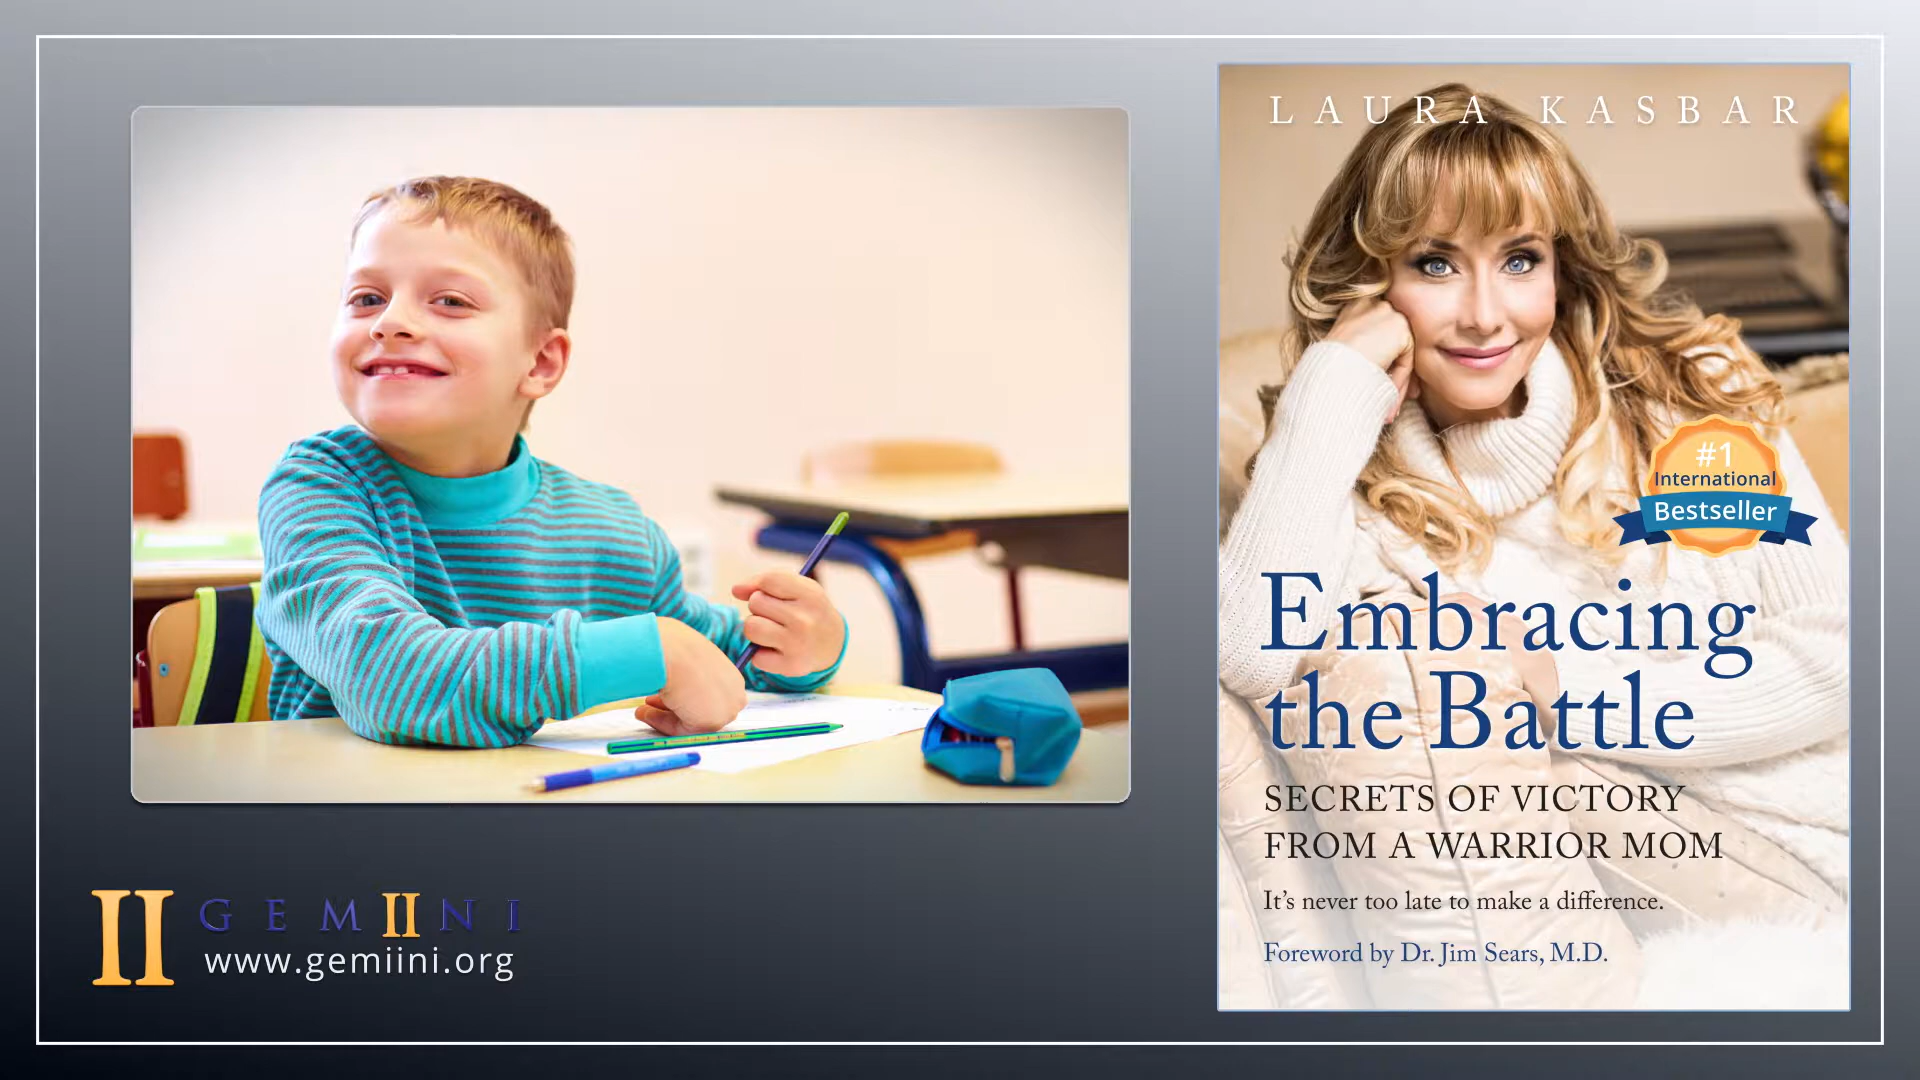 LAURA KASBAR
#1
International
Bestseller
Embracing
the Battle
SECRETS OF VICTORY
FROM A WARRIOR MOM
It's never too late to make a difference.
Foreword by Dr. Jim Sears, M.D.
II GEMIINI
www.gemiini.org